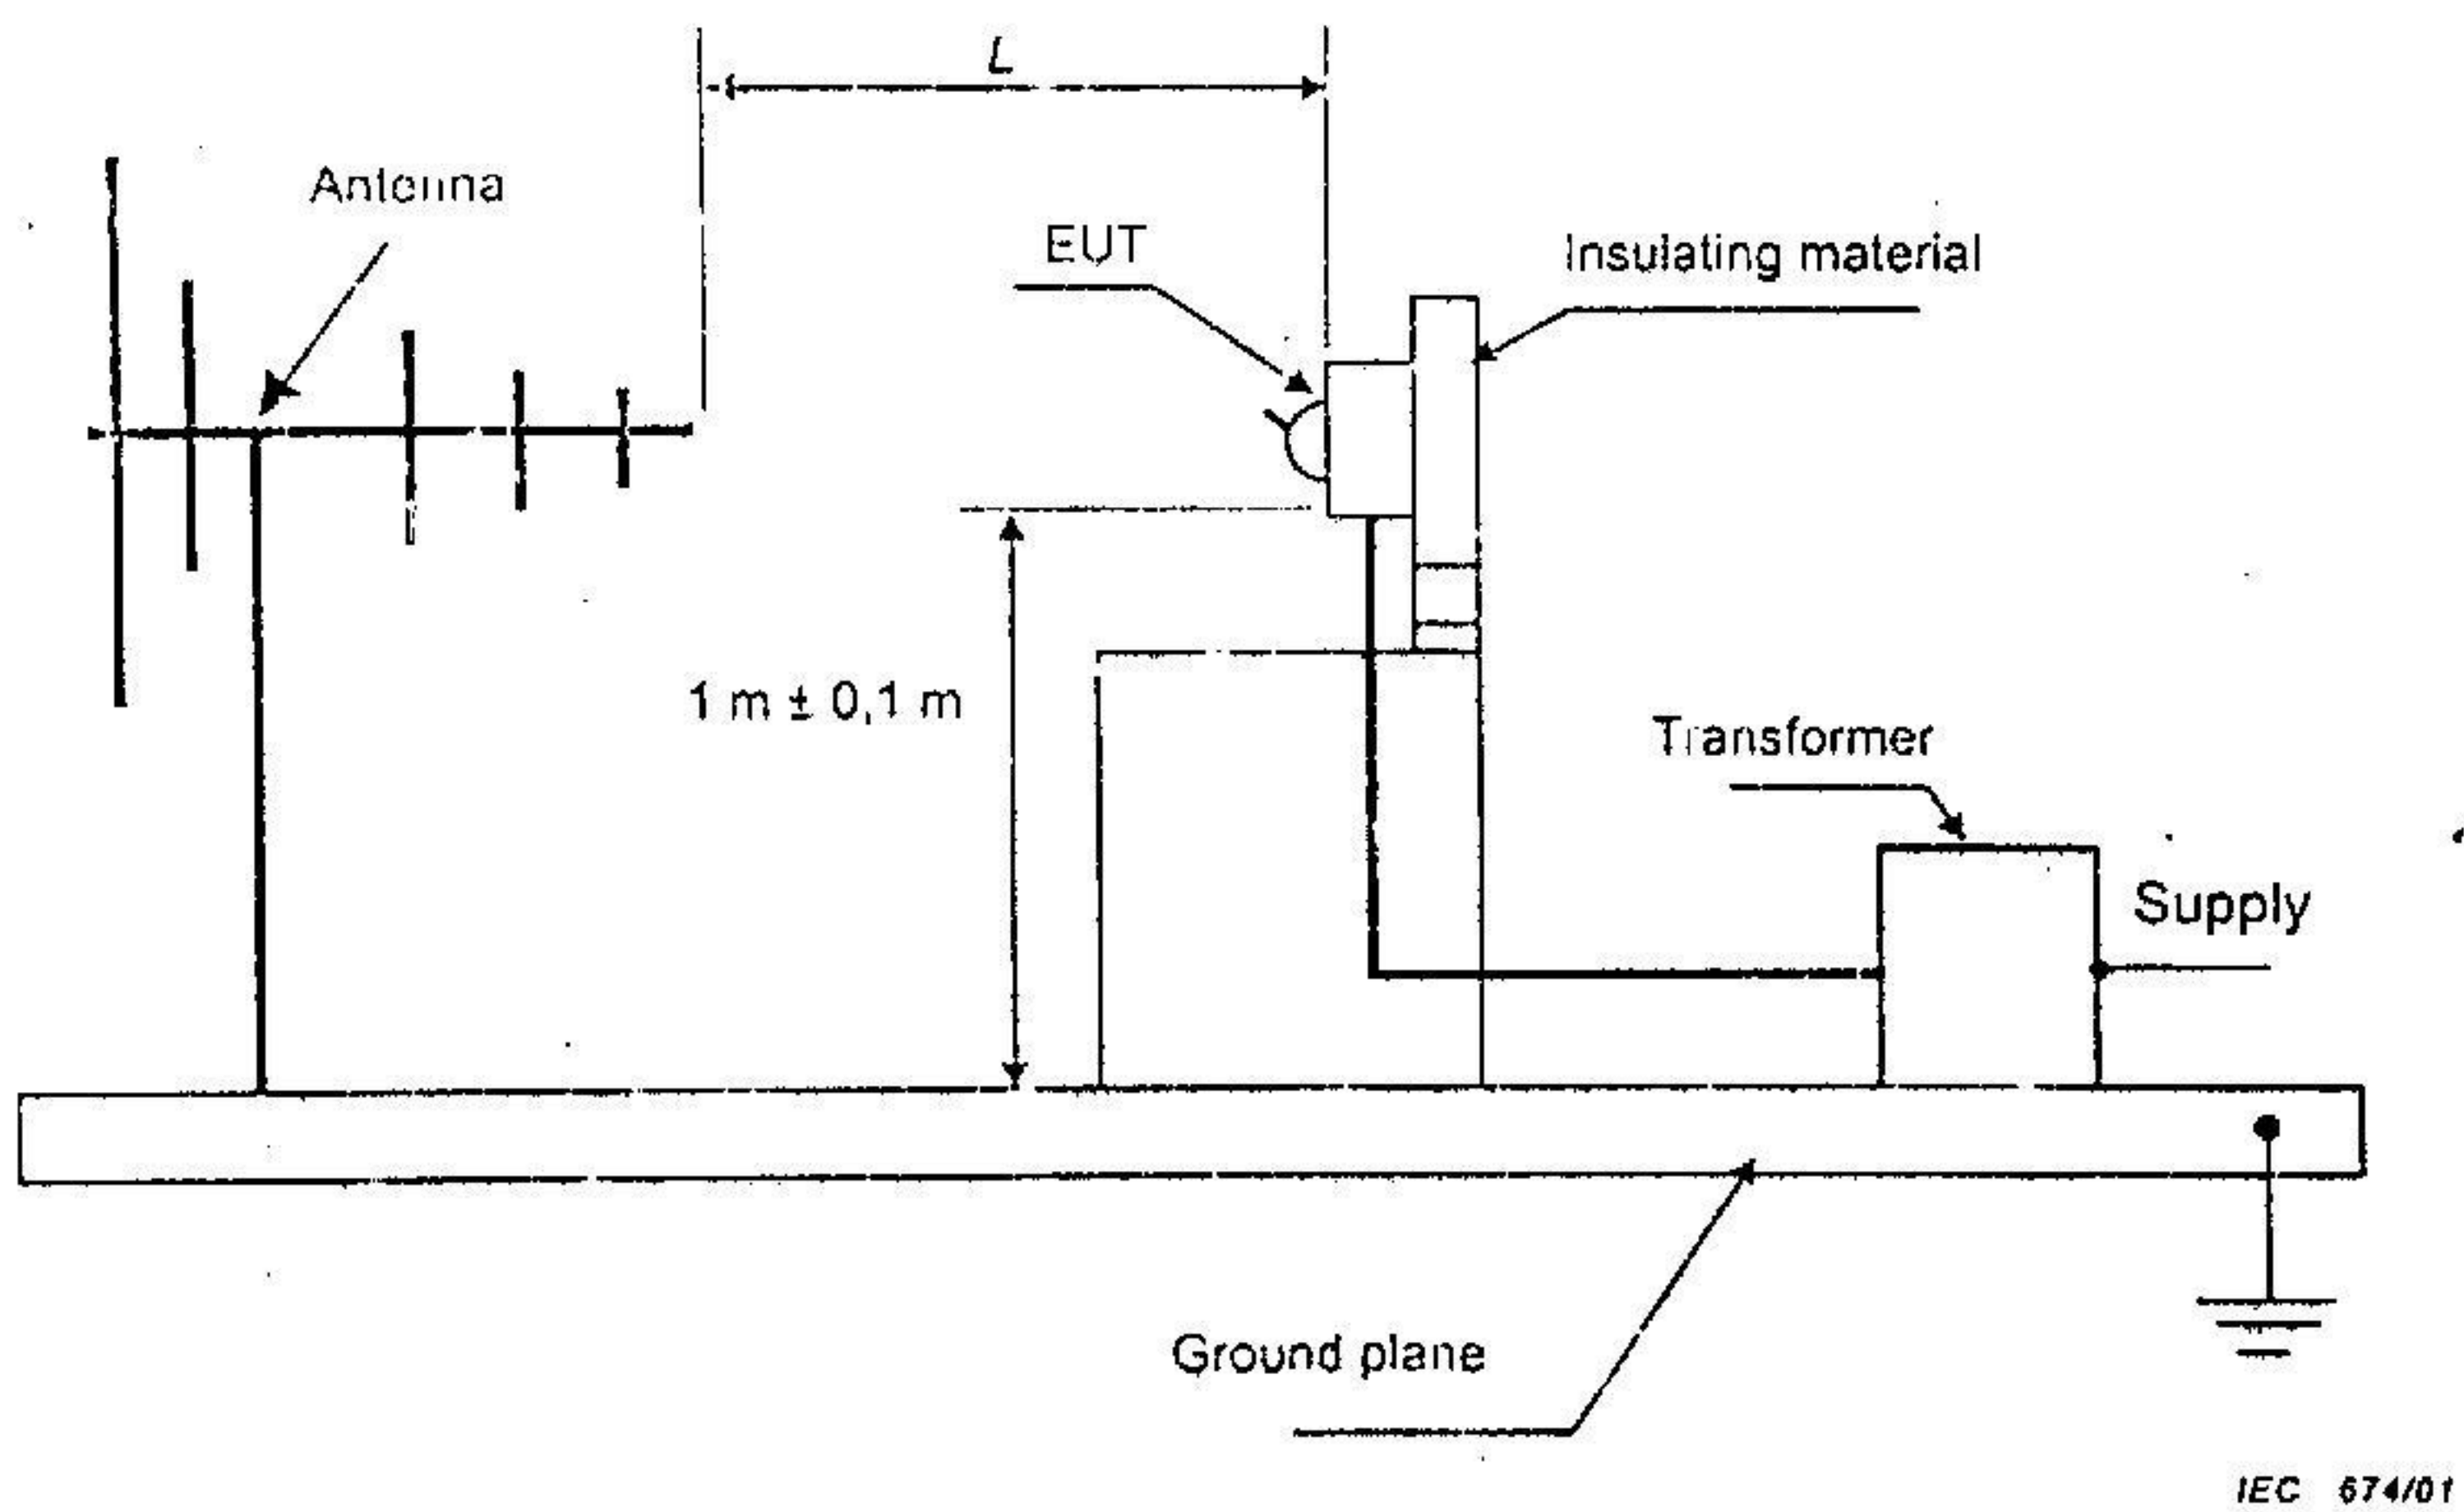 L
Antenna
EUT
Insulating material
1 m ± 0,1 m
Transformer
Supply
Ground plane
IEC 674/01